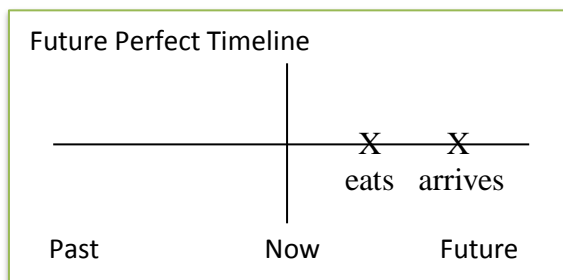 Future Perfect Timeline
X X
eats arrives
Past Now Future